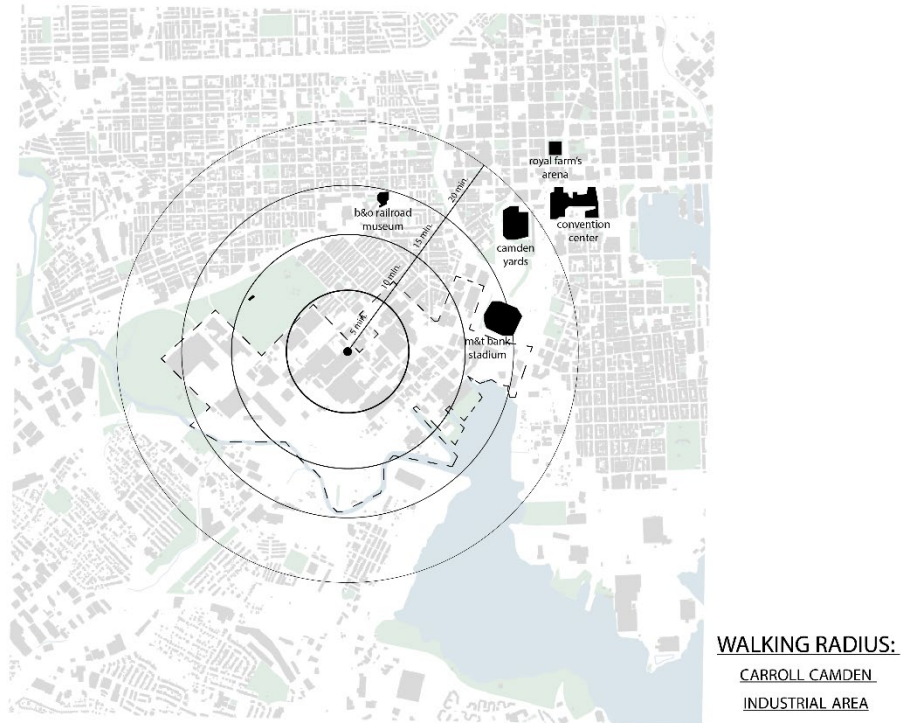 royal farm's
arena
20 min.
b&o railroad
museum
convention
center
15 min.
camden
yards
10 min.
5 min.
m&t bank
stadium
WALKING RADIUS:
CARROLL CAMDEN
INDUSTRIAL AREA